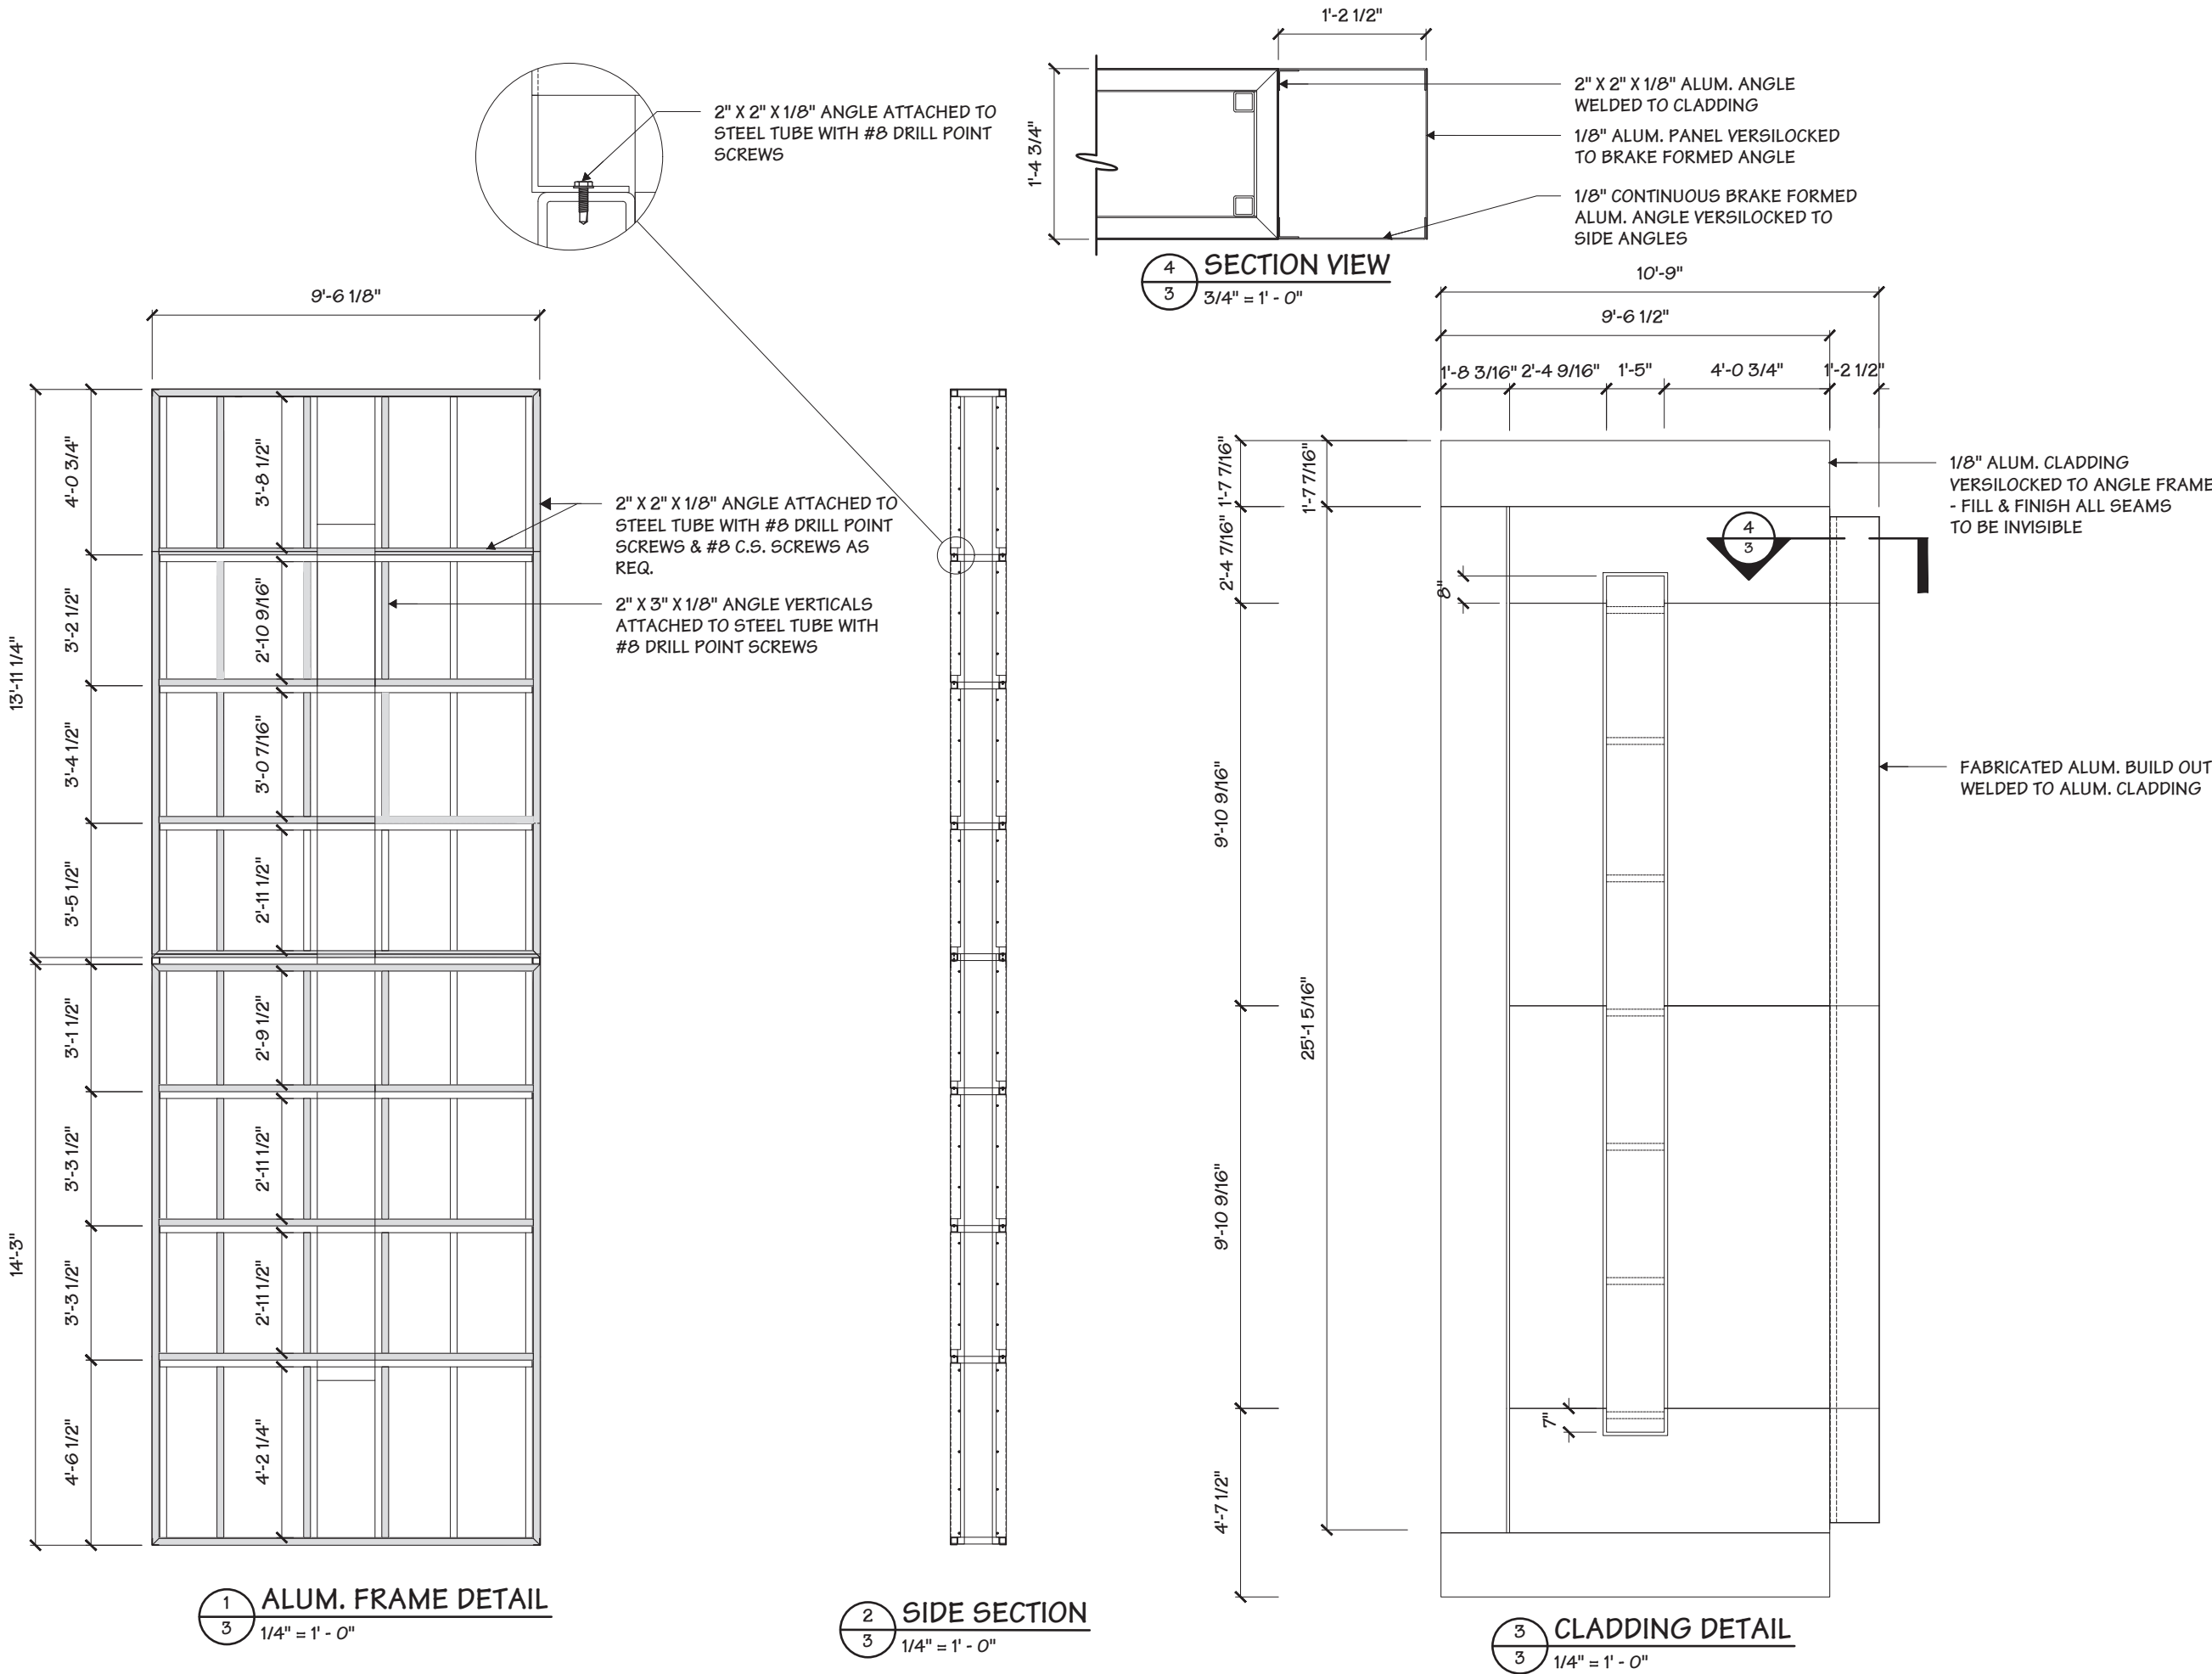 1'-2 1/2"
2" X 2" X 1/8" ANGLE ATTACHED TO
STEEL TUBE WITH #8 DRILL POINT
SCREWS
1'-4 3/4"
2" X 2" X 1/8" ALUM. ANGLE
WELDED TO CLADDING
1/8" ALUM. PANEL VERSILOCKED
TO BRAKE FORMED ANGLE
1/8" CONTINUOUS BRAKE FORMED
ALUM. ANGLE VERSILOCKED TO
SIDE ANGLES
4
3
SECTION VIEW
3/4" = 1' - 0"
9'-6 1/8"
13'-11 1/4"
14'-3"
4'-0 3/4"
3'-2 1/2"
3'-4 1/2"
3'-5 1/2"
3'-1 1/2"
3'-3 1/2"
3'-3 1/2"
4'-6 1/2"
3'-8 1/2"
2'-10 9/16"
3'-0 7/16"
2'-11 1/2"
2'-9 1/2"
2'-11 1/2"
2'-11 1/2"
4'-2 1/4"
2" X 2" X 1/8" ANGLE ATTACHED TO
STEEL TUBE WITH #8 DRILL POINT
SCREWS & #8 C.S. SCREWS AS
REQ.
2" X 3" X 1/8" ANGLE VERTICALS
ATTACHED TO STEEL TUBE WITH
#8 DRILL POINT SCREWS
1
3
ALUM. FRAME DETAIL
1/4" = 1' - 0"
2
3
SIDE SECTION
1/4" = 1' - 0"
10'-9"
9'-6 1/2"
1'-8 3/16"
2'-4 9/16"
1'-5"
4'-0 3/4"
1'-2 1/2"
1'-7 7/16"
2'-4 7/16"
9'-10 9/16"
9'-10 9/16"
4'-7 1/2"
1'-7 7/16"
25'-1 5/16"
8"
7"
4
3
1/8" ALUM. CLADDING
VERSILOCKED TO ANGLE FRAME
- FILL & FINISH ALL SEAMS
TO BE INVISIBLE
FABRICATED ALUM. BUILD OUT
WELDED TO ALUM. CLADDING
3
3
CLADDING DETAIL
1/4" = 1' - 0"